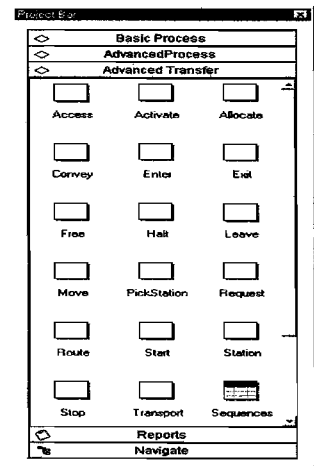 Project Bar
Basic Process
AdvancedProcess
Advanced Transfer
Access Activate Allocate
Convey Enter Exit
Free Halt Leave
Move PickStation Request
Route Start Station
Stop Transport Sequences
Reports
Navigate